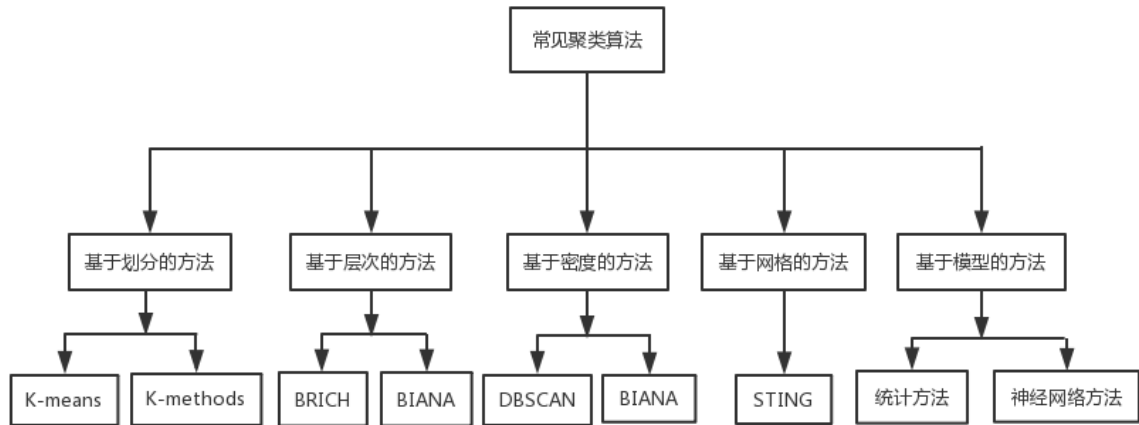 常见聚类算法
基于划分的方法
基于层次的方法
基于密度的方法
基于网格的方法
基于模型的方法
K-means
K-methods
BRICH
BIANA
DBSCAN
BIANA
STING
统计方法
神经网络方法